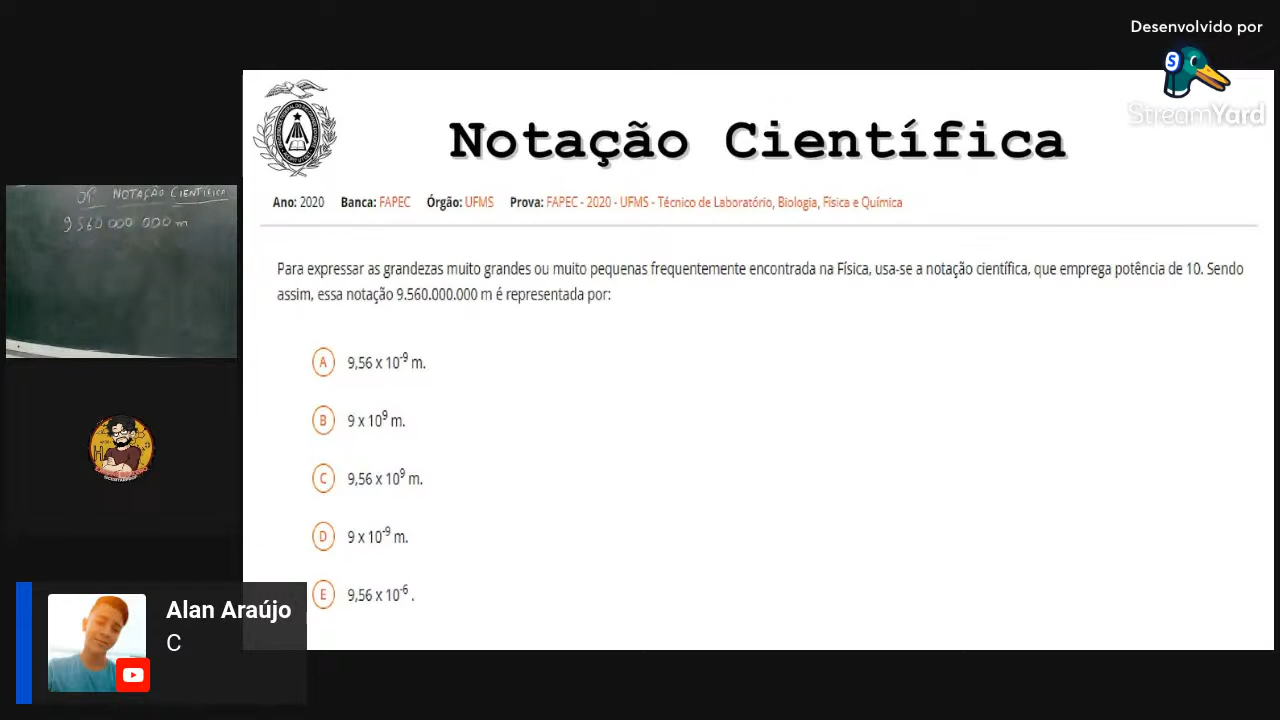 Desenvolvido por
S
StreamYard
Notação Científica
Ano: 2020 Banca: FAPEC Órgão: UFMS Prova: FAPEC - 2020 - UFMS - Técnico de Laboratório, Biologia, Física e Química
NOTAÇÃO CIENTÍFICA
9 560 000 000 m
Para expressar as grandezas muito grandes ou muito pequenas frequentemente encontrada na Física, usa-se a notação científica, que emprega potência de 10. Sendo
assim, essa notação 9.560.000.000 m é representada por:
A 9,56 x 10⁻⁹ m.
B 9 x 10⁹ m.
C 9,56 x 10⁹ m.
D 9 x 10⁻⁹ m.
E 9,56 x 10⁻⁶ .
Alan Araújo
C